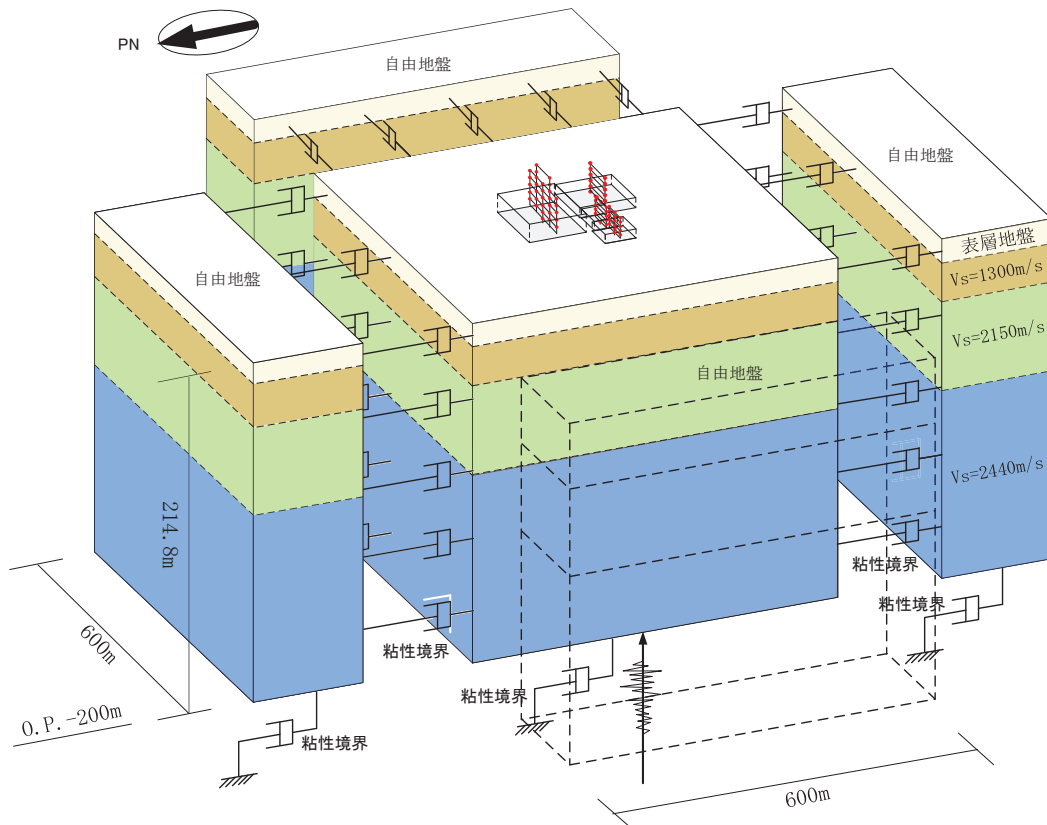 PN
自由地盤
自由地盤
自由地盤
表層地盤
Vs=1300m/s
Vs=2150m/s
自由地盤
Vs=2440m/s
214.8m
粘性境界
粘性境界
粘性境界
粘性境界
600m
O.P.-200m
粘性境界
600m